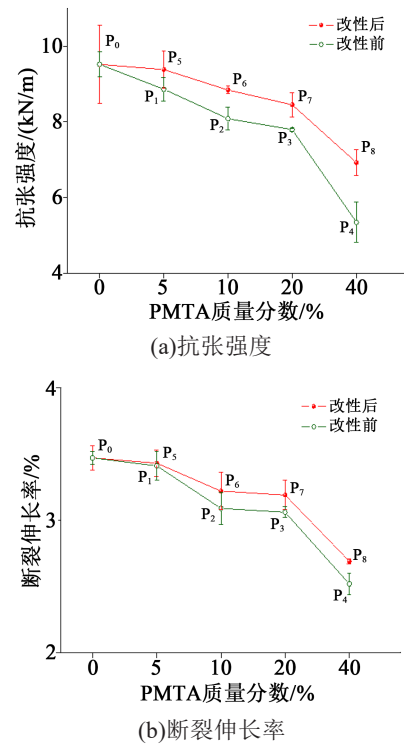 改性后
改性前
10
8
6
4
抗张强度/(kN/m)
P0
P5
P6
P7
P8
P1
P2
P3
P4
0 5 10 20 40
PMTA质量分数/%
(a)抗张强度
4
3
2
断裂伸长率/%
改性后
改性前
P0
P5
P6
P7
P8
P1
P2
P3
P4
0 5 10 20 40
PMTA质量分数/%
(b)断裂伸长率